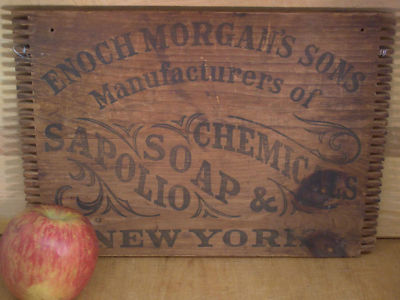 ENOCH MORGAN'S SONS
Manufacturers of
SAPOLIO SOAP & CHEMICALS
NEW YORK